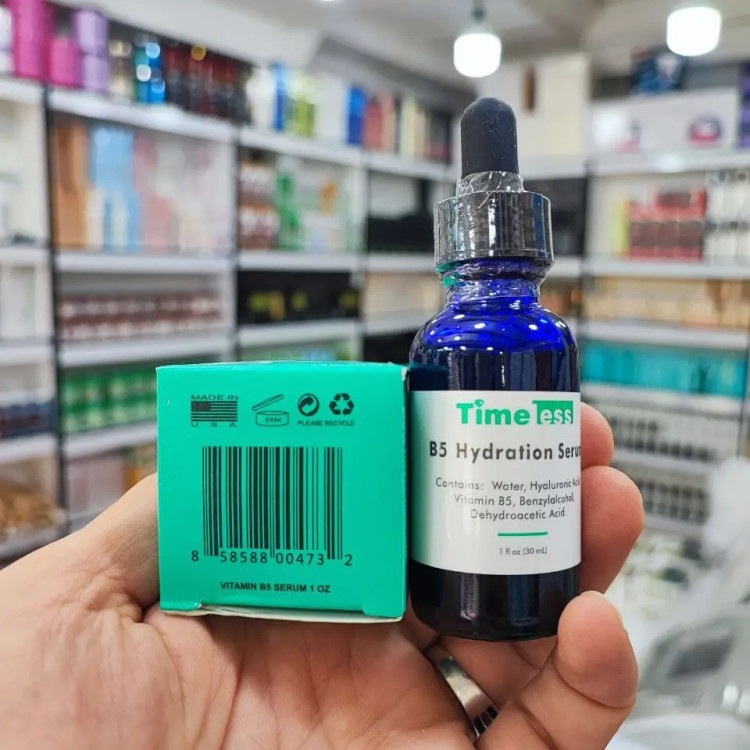 MADE IN
USA
24M
PLEASE RECYCLE
8 58588 00473 2
VITAMIN B5 SERUM 1 OZ
Timeless
B5 Hydration Serum
Contains: Water, Hyaluronic Acid,
Vitamin B5, Benzylalcohol,
Dehydroacetic Acid.
1 fl oz (30 mL)